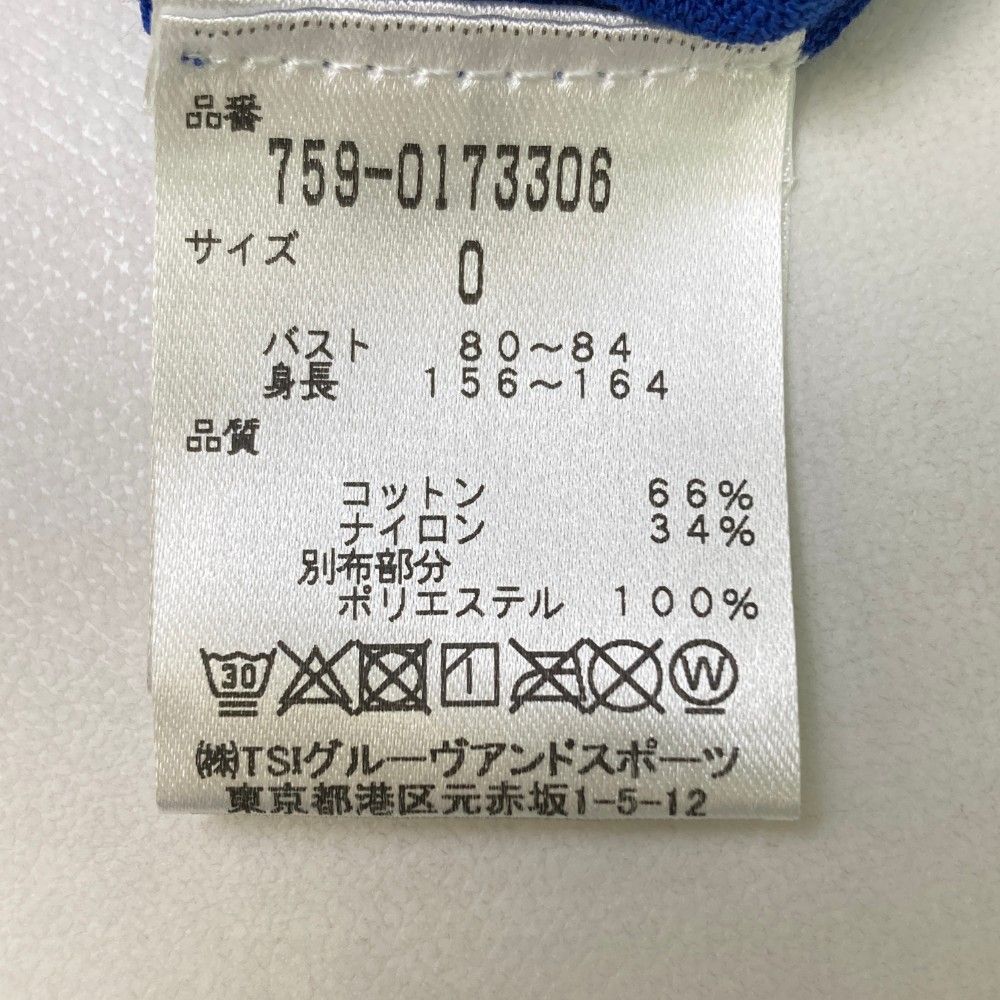 品番
759-0173306
サイズ 0
バスト 80～84
身長 156～164
品質
コットン 66%
ナイロン 34%
別布部分
ポリエステル 100%
30 W
㈱TSIグルーヴアンドスポーツ
東京都港区元赤坂1-5-12